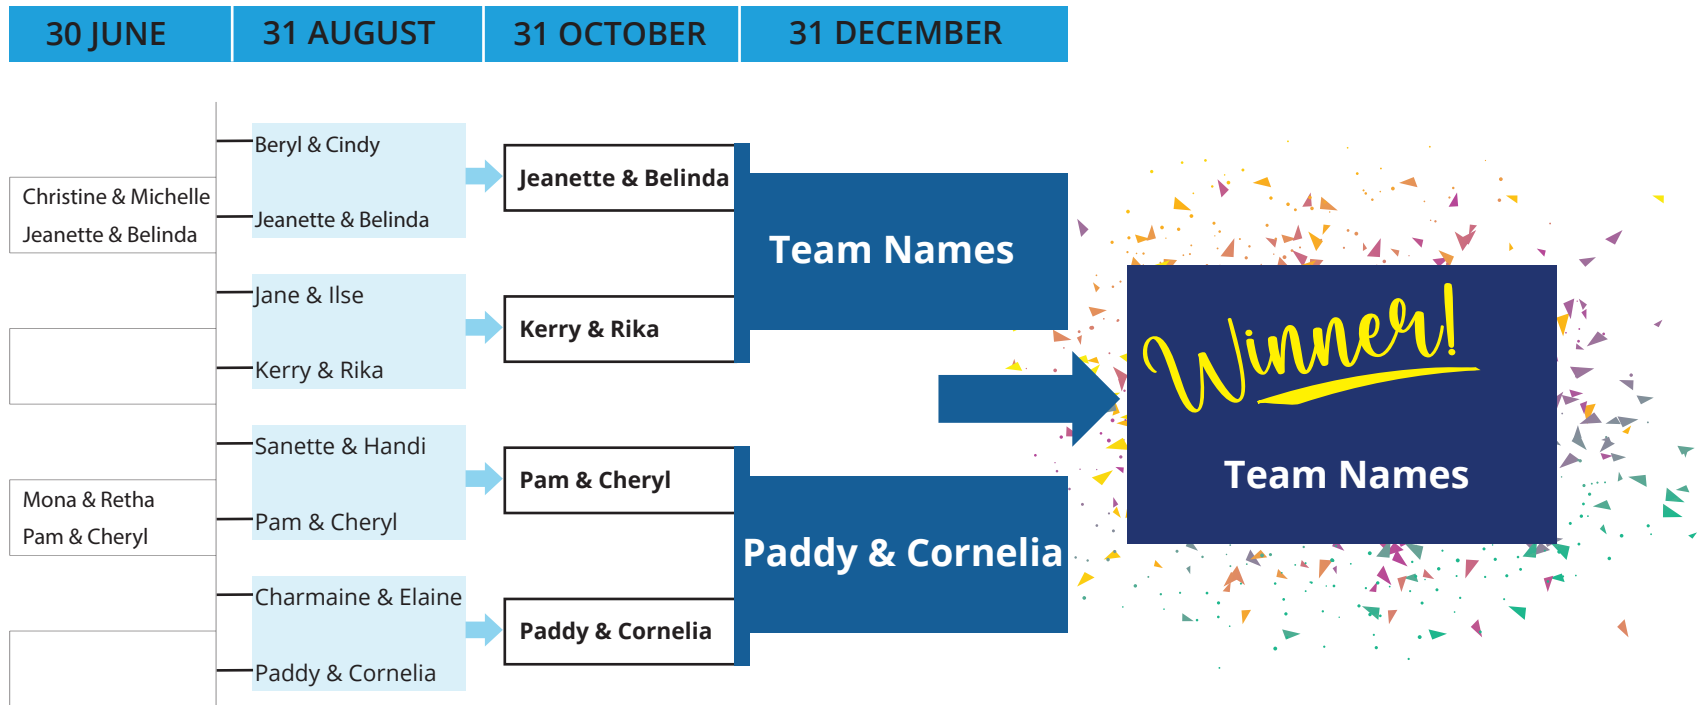 30 JUNE
31 AUGUST
31 OCTOBER
31 DECEMBER
Christine & Michelle
Jeanette & Belinda
Mona & Retha
Pam & Cheryl
Beryl & Cindy
Jeanette & Belinda
Jane & Ilse
Kerry & Rika
Sanette & Handi
Pam & Cheryl
Charmaine & Elaine
Paddy & Cornelia
Jeanette & Belinda
Kerry & Rika
Pam & Cheryl
Paddy & Cornelia
Team Names
Paddy & Cornelia
Winner!
Team Names